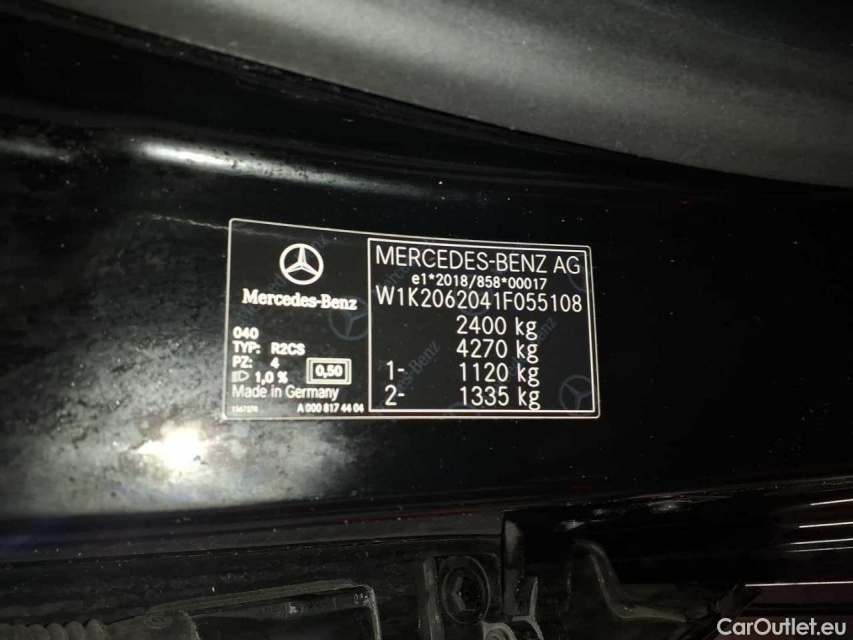 Mercedes-Benz
040
TYP: R2CS
PZ: 4
1,0 %
0,50
Made in Germany
A 000 817 44 04
MERCEDES-BENZ AG
e1*2018/858*00017
W1K2062041F055108
2400 kg
4270 kg
1- 1120 kg
2- 1335 kg
CarOutlet.eu